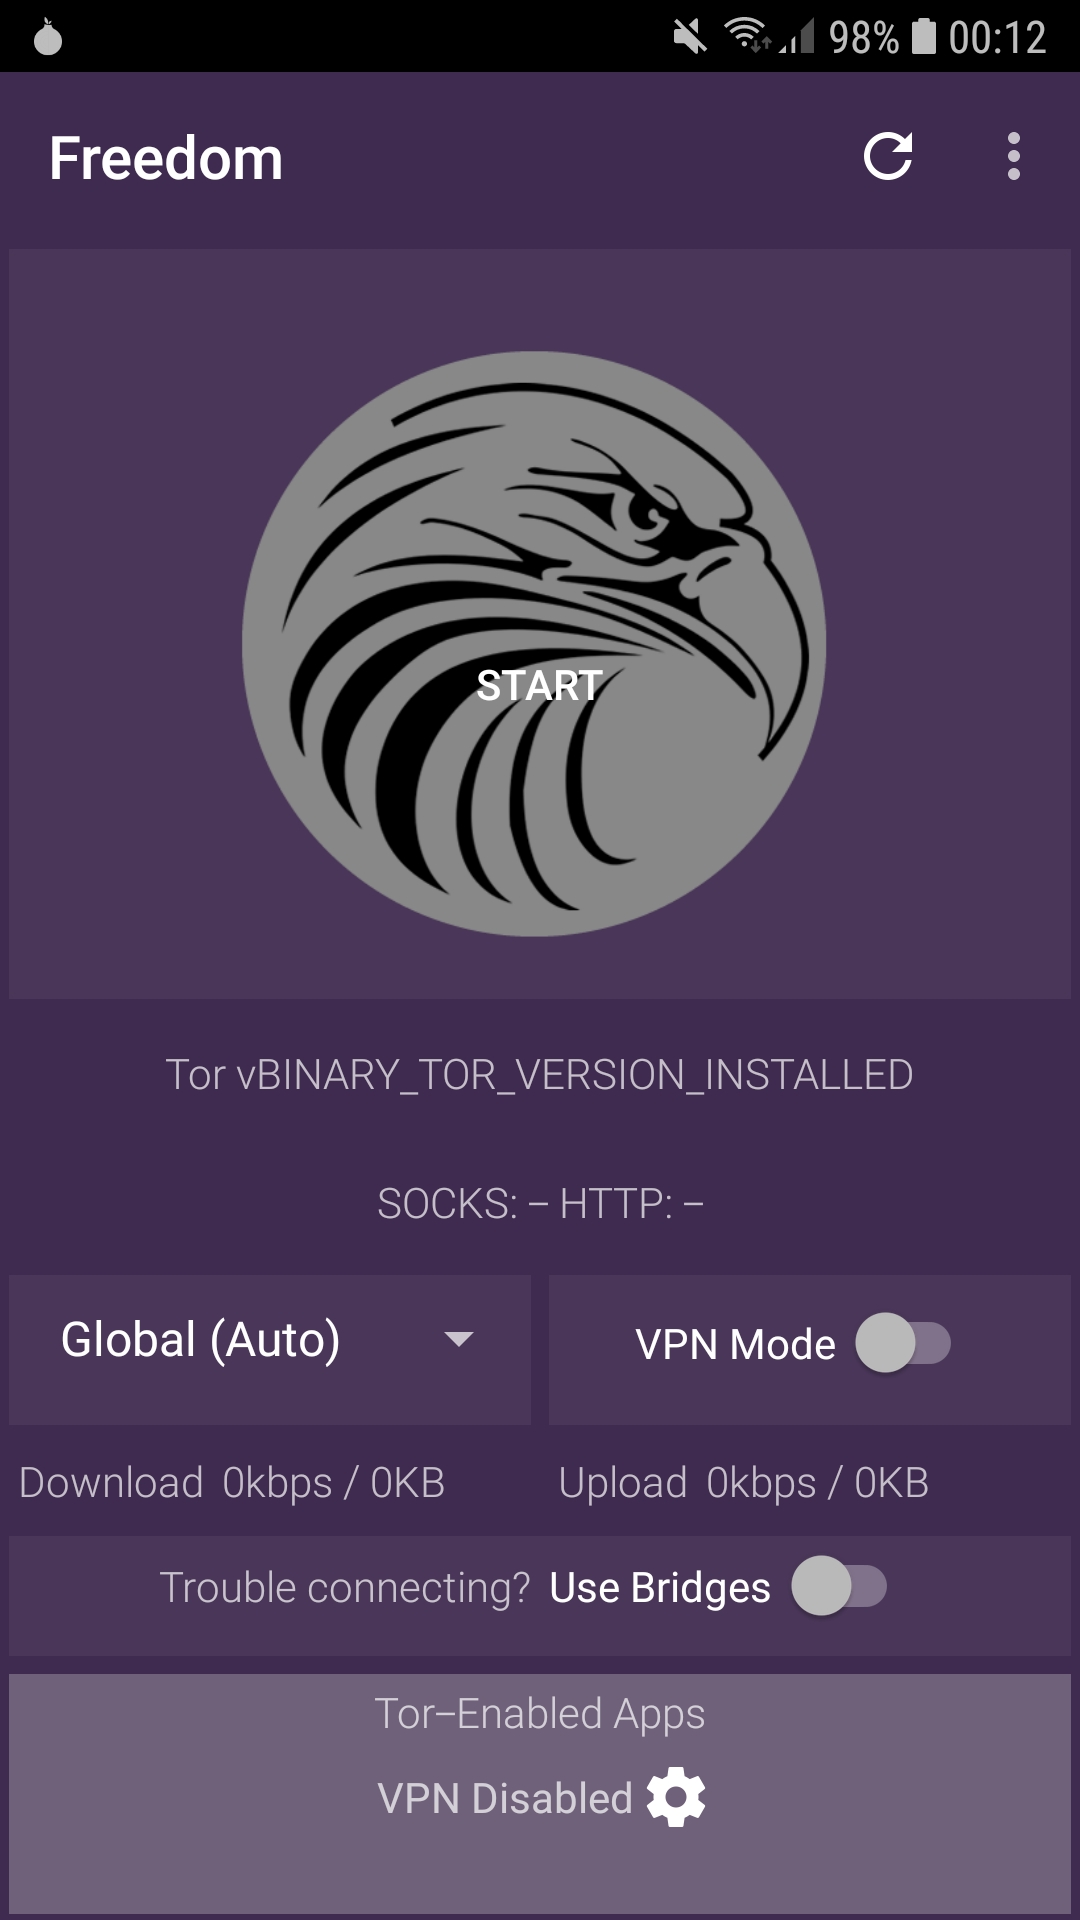 98% 00:12
Freedom
START
Tor vBINARY_TOR_VERSION_INSTALLED
SOCKS: – HTTP: –
Global (Auto) VPN Mode
Download 0kbps / 0KB Upload 0kbps / 0KB
Trouble connecting? Use Bridges
Tor–Enabled Apps
VPN Disabled